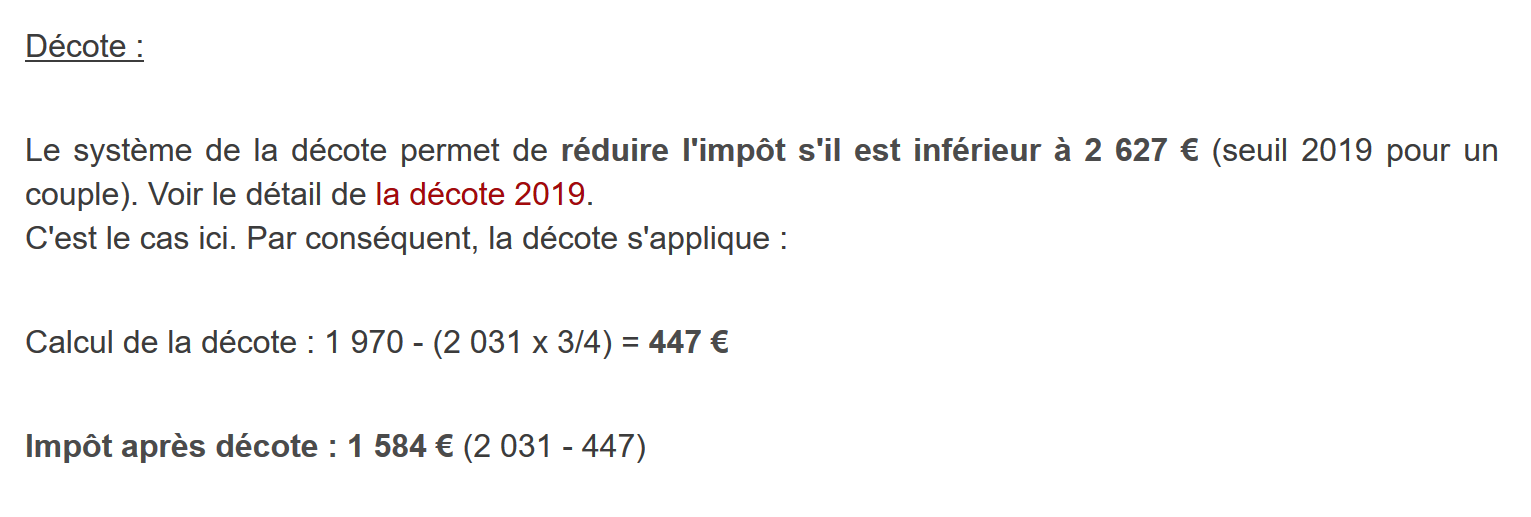 Décote :
Le système de la décote permet de réduire l'impôt s'il est inférieur à 2 627 € (seuil 2019 pour un
couple). Voir le détail de la décote 2019.
C'est le cas ici. Par conséquent, la décote s'applique :
Calcul de la décote : 1 970 - (2 031 x 3/4) = 447 €
Impôt après décote : 1 584 € (2 031 - 447)